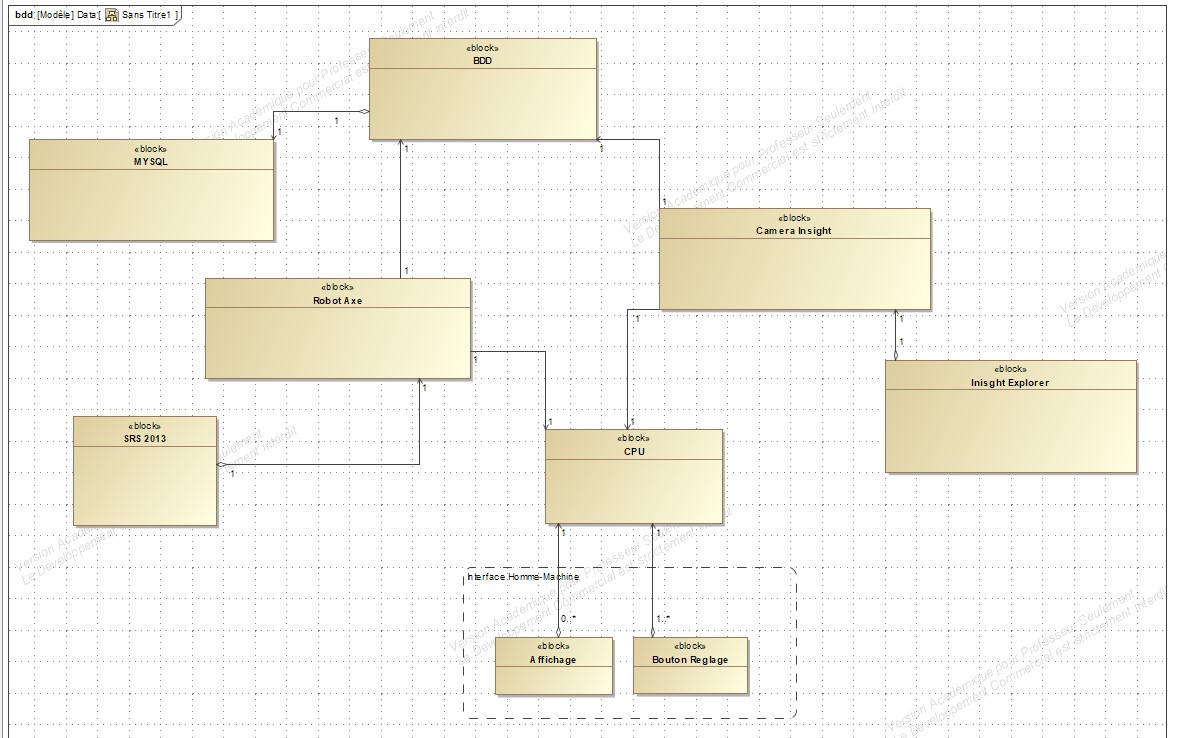 bdd [Modèle] Data [ Sans Titre1 ]
«block»
BDD
1
1
1
1
«block»
MYSQL
«block»
Camera Insight
1
1
«block»
Robot Axe
1
1
1
1
«block»
Inisght Explorer
1
1
1
1
«block»
SRS 2013
1
«block»
CPU
1
1
Interface Homme-Machine
0..*
1..*
«block»
Affichage
«block»
Bouton Reglage
Version Académique pour Professeur Seulement
Le Developpement Commercial est strictement interdit